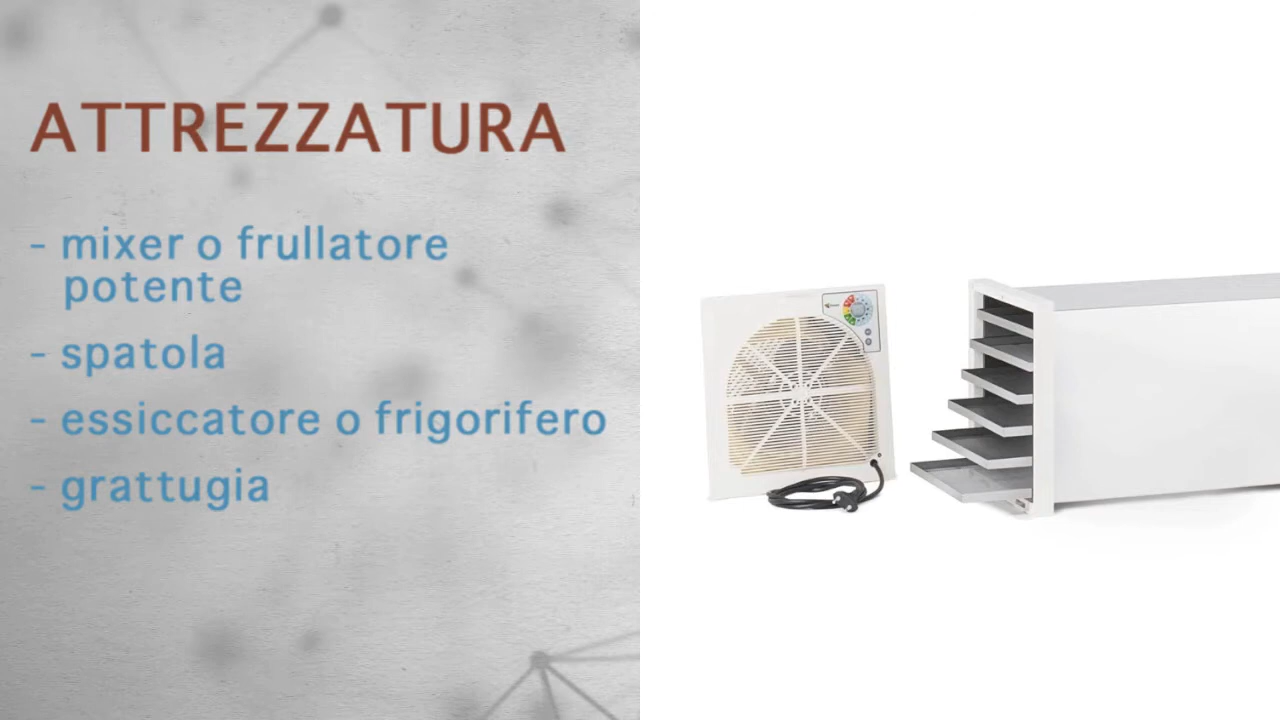 ATTREZZATURA
- mixer o frullatore
potente
- spatola
- essiccatore o frigorifero
- grattugia